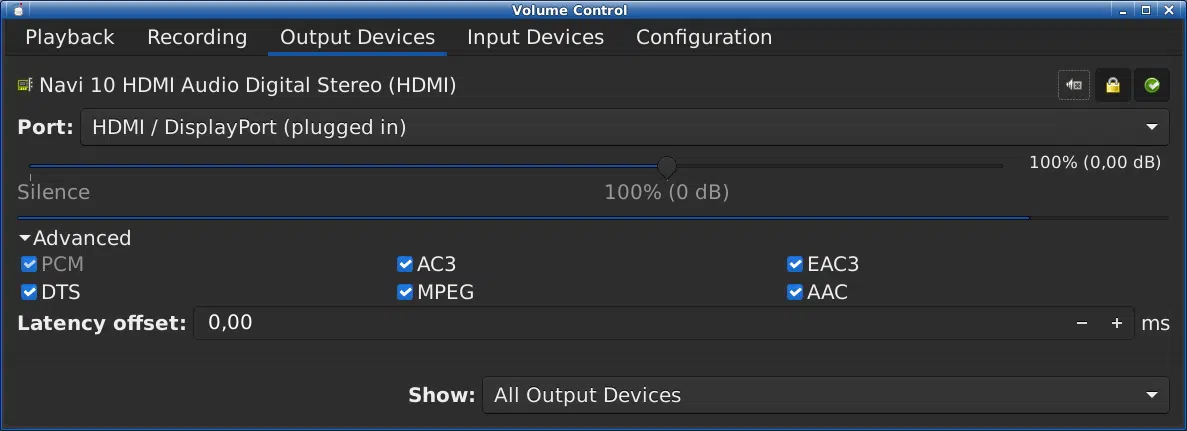 Volume Control
Playback Recording Output Devices Input Devices Configuration
Navi 10 HDMI Audio Digital Stereo (HDMI)
Port: HDMI / DisplayPort (plugged in)
100% (0,00 dB)
Silence 100% (0 dB)
Advanced
PCM AC3 EAC3
DTS MPEG AAC
Latency offset: 0,00 − + ms
Show: All Output Devices